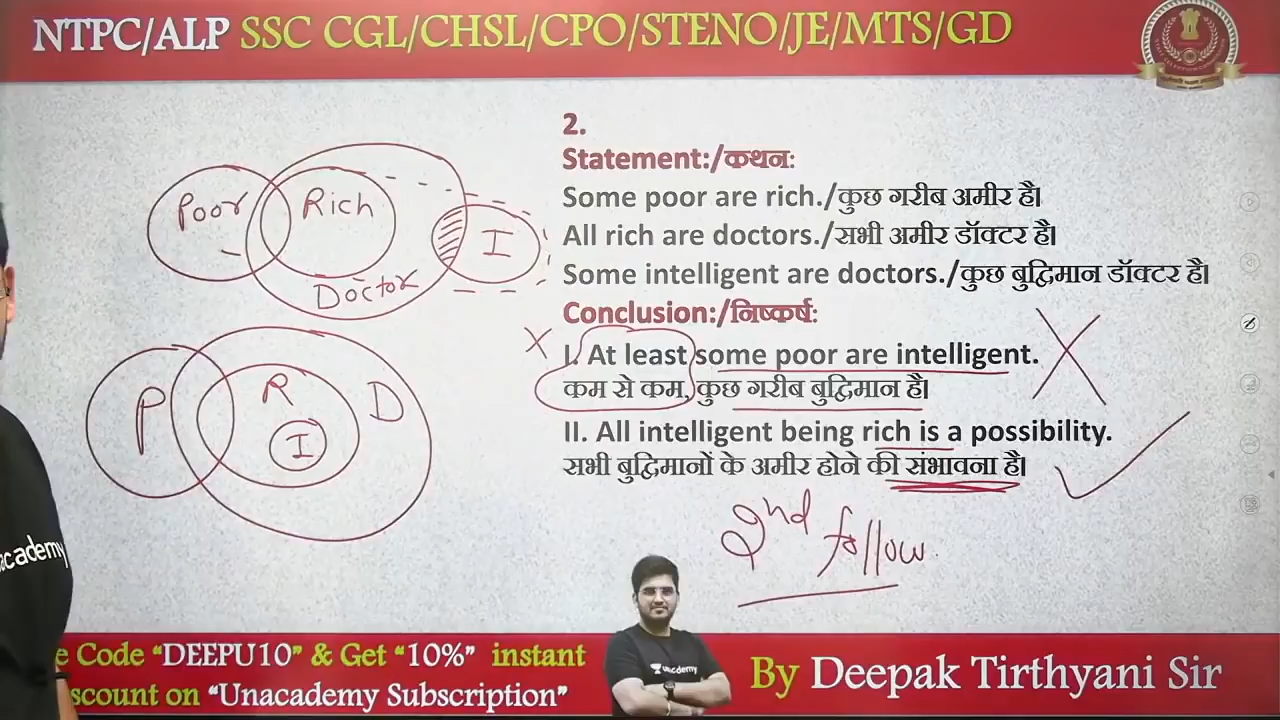 NTPC/ALP SSC CGL/CHSL/CPO/STENO/JE/MTS/GD
2.
Statement:/कथन:
Some poor are rich./कुछ गरीब अमीर है।
All rich are doctors./सभी अमीर डॉक्टर है।
Some intelligent are doctors./कुछ बुद्विमान डॉक्टर है।
Conclusion:/निष्कर्ष:
I. At least some poor are intelligent.
कम से कम, कुछ गरीब बुद्विमान है।
II. All intelligent being rich is a possibility.
सभी बुद्विमानों के अमीर होने की संभावना है।
2nd follow.
Poor Rich I
Doctor
P R D
I
academy
unacademy
e Code “DEEPU10” & Get “10%” instant
scount on “Unacademy Subscription”
By Deepak Tirthyani Sir